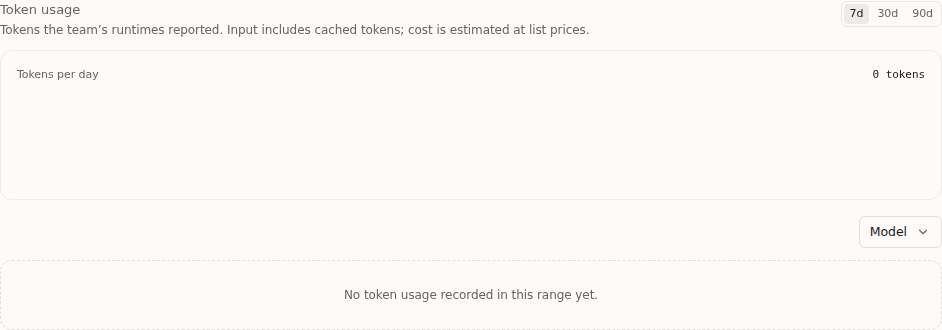 Token usage
7d 30d 90d
Tokens the team’s runtimes reported. Input includes cached tokens; cost is estimated at list prices.
Tokens per day
0 tokens
Model
No token usage recorded in this range yet.